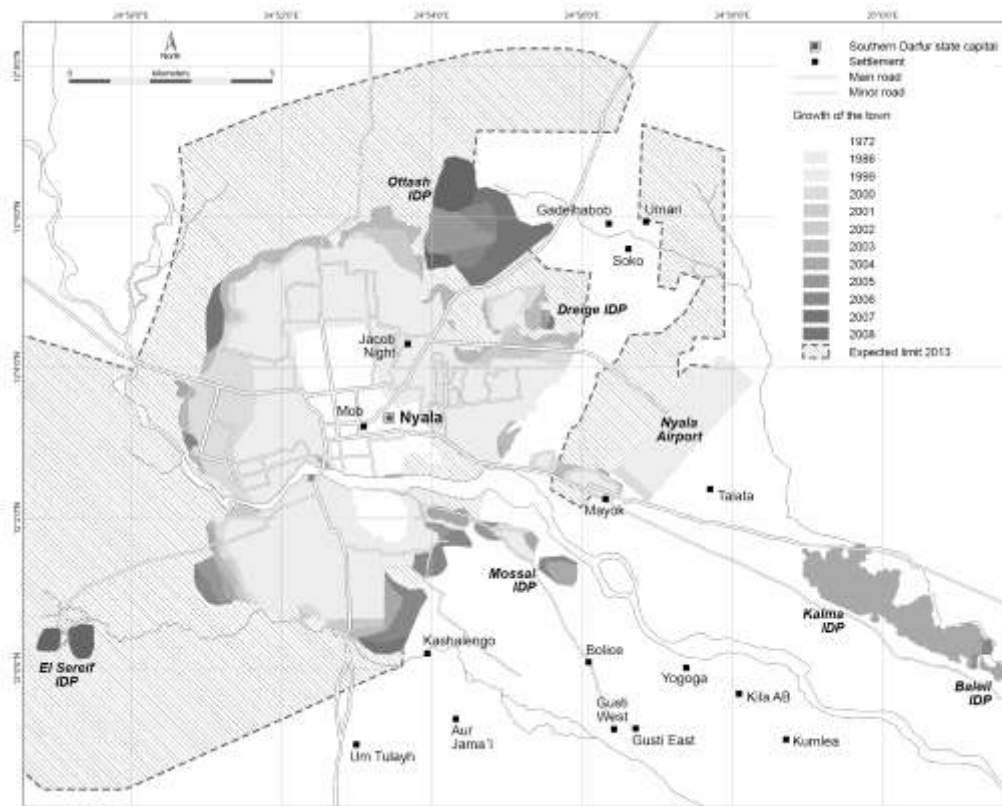 North
kilometers
Southern Darfur state capital
Settlement
Main road
Minor road
Growth of the town
1972
1986
1999
2000
2001
2002
2003
2004
2005
2006
2007
2008
Expected limit 2013
Ottash
IDP
Gadelhabob
Umari
Soko
Dreige IDP
Jacob
Night
Mob
Nyala
Nyala
Airport
Talata
Mayok
Mossai
IDP
Kalma
IDP
El Sereif
IDP
Kashalengo
Bolice
Yogoga
Baleil
IDP
Kila AB
Gusti
West
Aur
Jama'l
Gusti East
Kumlea
Um Tulayh